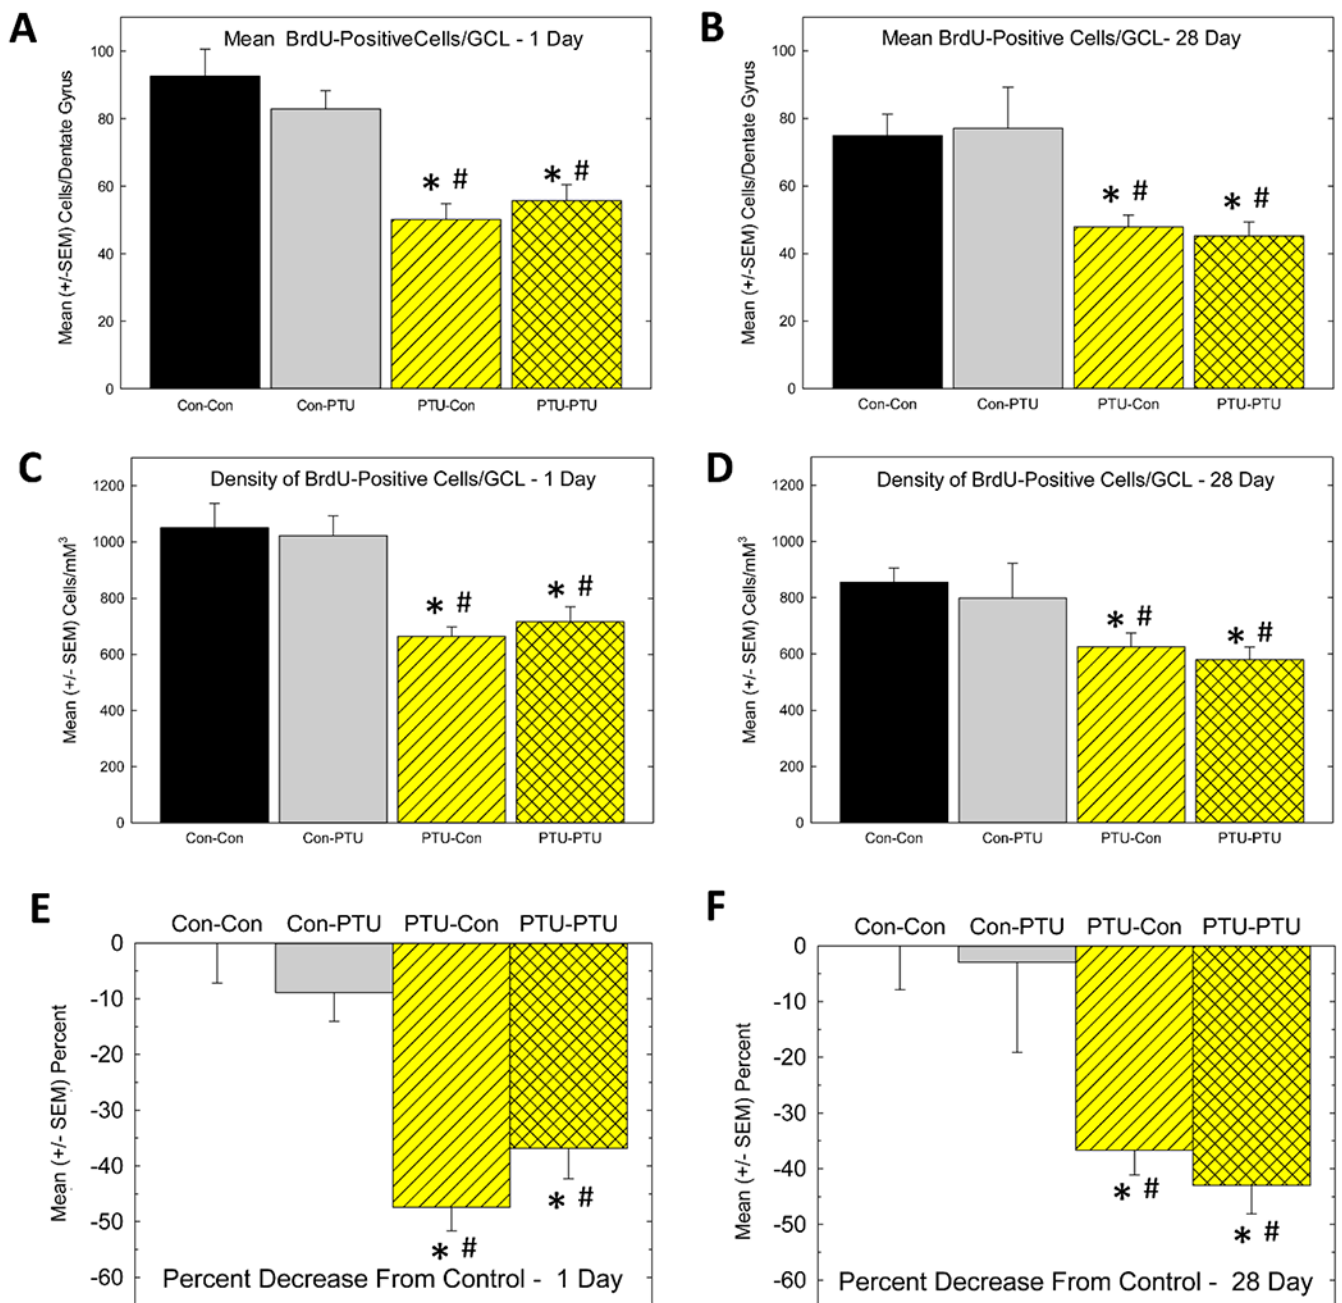 A
Mean BrdU-PositiveCells/GCL - 1 Day
Mean (+/-SEM) Cells/Dentate Gyrus
100
80
60
40
20
0
* #
* #
Con-Con Con-PTU PTU-Con PTU-PTU
B
Mean BrdU-Positive Cells/GCL- 28 Day
Mean (+/-SEM) Cells/Dentate Gyrus
100
80
60
40
20
0
* #
* #
Con-Con Con-PTU PTU-Con PTU-PTU
C
Density of BrdU-Positive Cells/GCL - 1 Day
Mean (+/- SEM) Cells/mM³
1200
1000
800
600
400
200
0
* #
* #
Con-Con Con-PTU PTU-Con PTU-PTU
D
Density of BrdU-Positive Cells/GCL - 28 Day
Mean (+/- SEM) Cells/mM³
1200
1000
800
600
400
200
0
* #
* #
Con-Con Con-PTU PTU-Con PTU-PTU
E
Con-Con Con-PTU PTU-Con PTU-PTU
Mean (+/- SEM) Percent
0
-10
-20
-30
-40
-50
-60
* #
* #
Percent Decrease From Control - 1 Day
F
Con-Con Con-PTU PTU-Con PTU-PTU
Mean (+/- SEM) Percent
0
-10
-20
-30
-40
-50
-60
* #
* #
Percent Decrease From Control - 28 Day